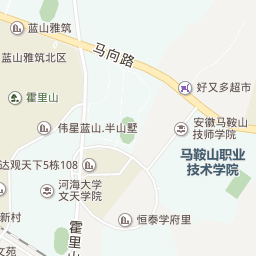 蓝山雅筑
马向路
蓝山雅筑北区
好又多超市
霍里山
伟星蓝山.半山墅
安徽马鞍山
技师学院
马鞍山职业
技术学院
达观天下5栋108
河海大学
文天学院
恒泰学府里
新村
霍里山
文苑